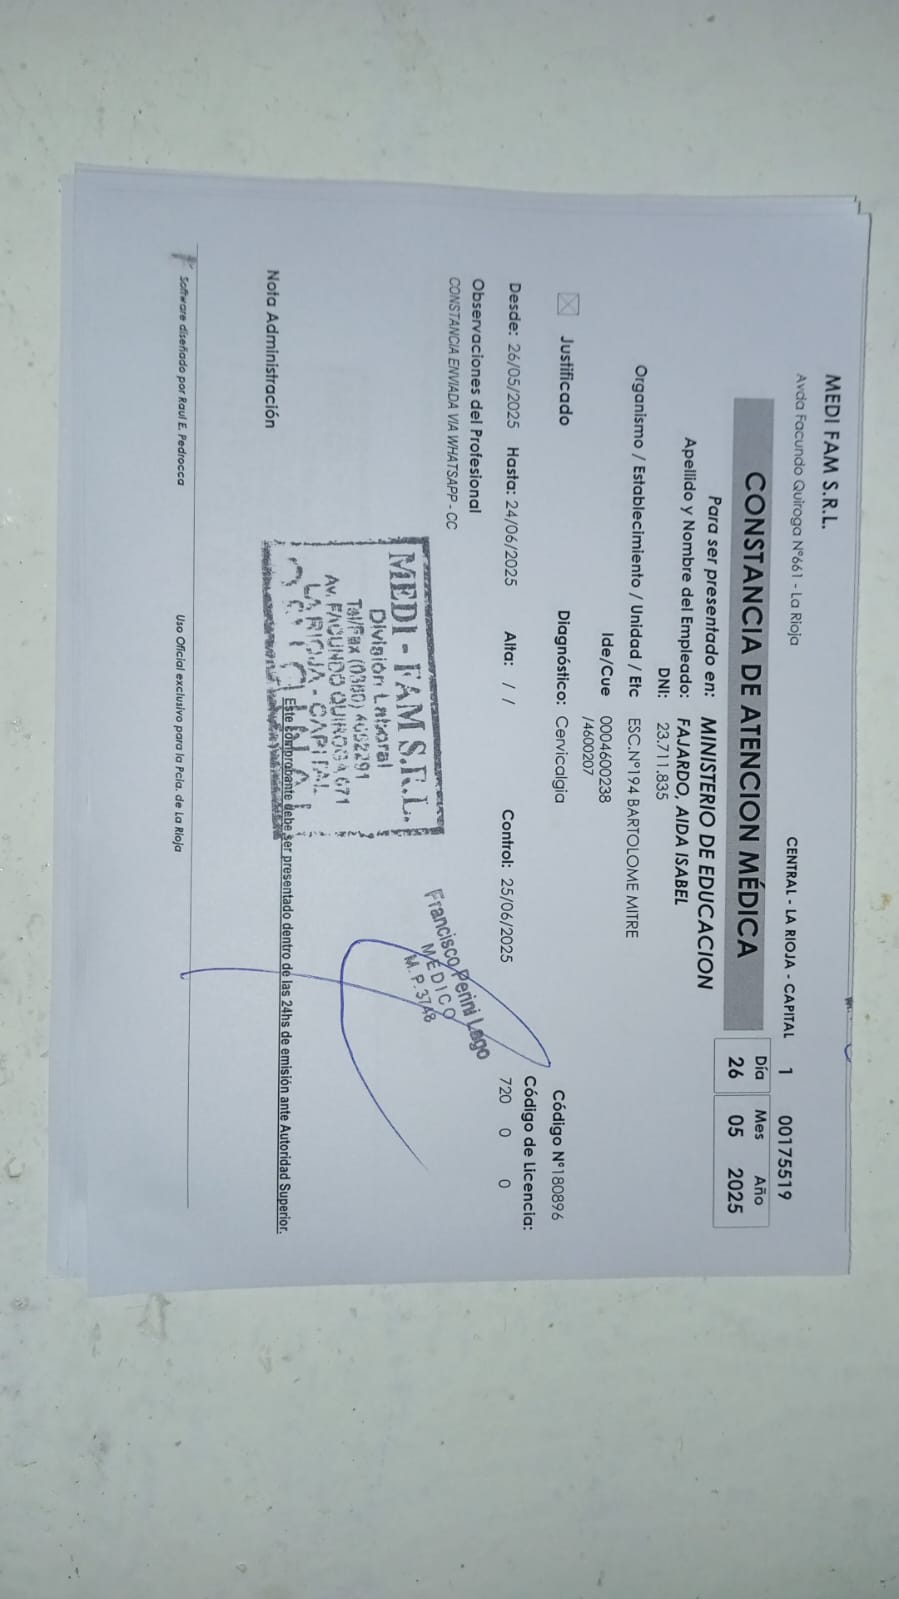 MEDI FAM S.R.L.
Avda Facundo Quiroga Nº661 - La Rioja
CENTRAL - LA RIOJA - CAPITAL 1 00175519
CONSTANCIA DE ATENCION MÉDICA
Día Mes Año
26 05 2025
Para ser presentado en: MINISTERIO DE EDUCACION
Apellido y Nombre del Empleado: FAJARDO, AIDA ISABEL
DNI: 23.711.835
Organismo / Establecimiento / Unidad / Etc ESC.Nº194 BARTOLOME MITRE
Ide/Cue 0004600238
/4600207
Justificado Diagnóstico: Cervicalgia Código Nº180896
Código de Licencia:
Desde: 26/05/2025 Hasta: 24/06/2025 Alta: / / Control: 25/06/2025 720 0 0
Observaciones del Profesional
CONSTANCIA ENVIADA VIA WHATSAPP - CC
MEDI - FAM S.R.L.
División Laboral
Tel/Fax (0380) 4092291
Av. FACUNDO QUIROGA 671
LA RIOJA - CAPITAL
Francisco Perini Lago
MEDICO
M.P. 3748
Este comprobante debe ser presentado dentro de las 24hs de emisión ante Autoridad Superior.
Nota Administración
Software diseñado por Raul E. Pedrocca Uso Oficial exclusivo para la Pcia. de La Rioja